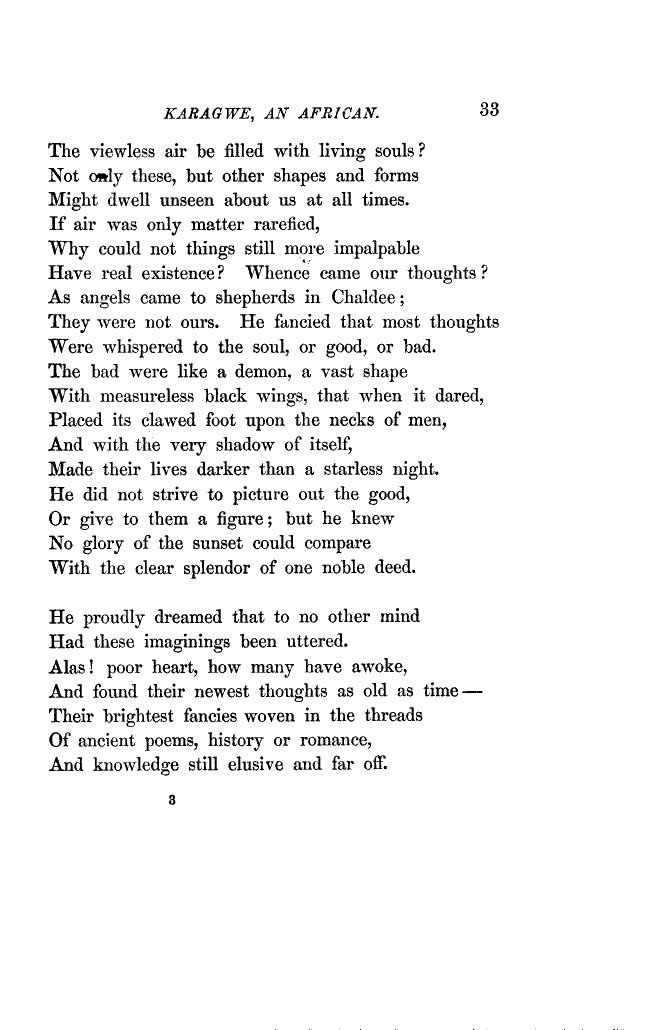 KARAGWE, AN AFRICAN. 33
The viewless air be filled with living souls?
Not only these, but other shapes and forms
Might dwell unseen about us at all times.
If air was only matter rarefied,
Why could not things still more impalpable
Have real existence? Whence came our thoughts?
As angels came to shepherds in Chaldee;
They were not ours. He fancied that most thoughts
Were whispered to the soul, or good, or bad.
The bad were like a demon, a vast shape
With measureless black wings, that when it dared,
Placed its clawed foot upon the necks of men,
And with the very shadow of itself,
Made their lives darker than a starless night.
He did not strive to picture out the good,
Or give to them a figure; but he knew
No glory of the sunset could compare
With the clear splendor of one noble deed.

He proudly dreamed that to no other mind
Had these imaginings been uttered.
Alas! poor heart, how many have awoke,
And found their newest thoughts as old as time—
Their brightest fancies woven in the threads
Of ancient poems, history or romance,
And knowledge still elusive and far off.
3